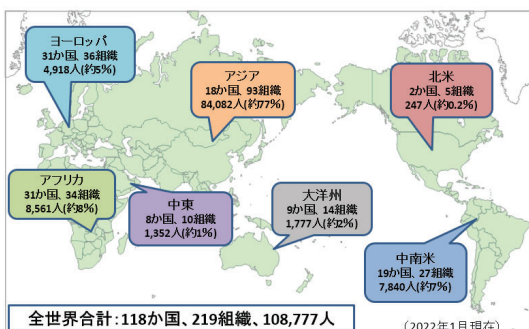 ヨーロッパ
31か国、36組織
4,918人(約5%)
アジア
18か国、93組織
84,082人(約77%)
北米
2か国、5組織
247人(約0.2%)
アフリカ
31か国、34組織
8,561人(約8%)
中東
8か国、10組織
1,352人(約1%)
大洋州
9か国、14組織
1,777人(約2%)
中南米
19か国、27組織
7,840人(約7%)
全世界合計：118か国、219組織、108,777人
（2022年1月現在）